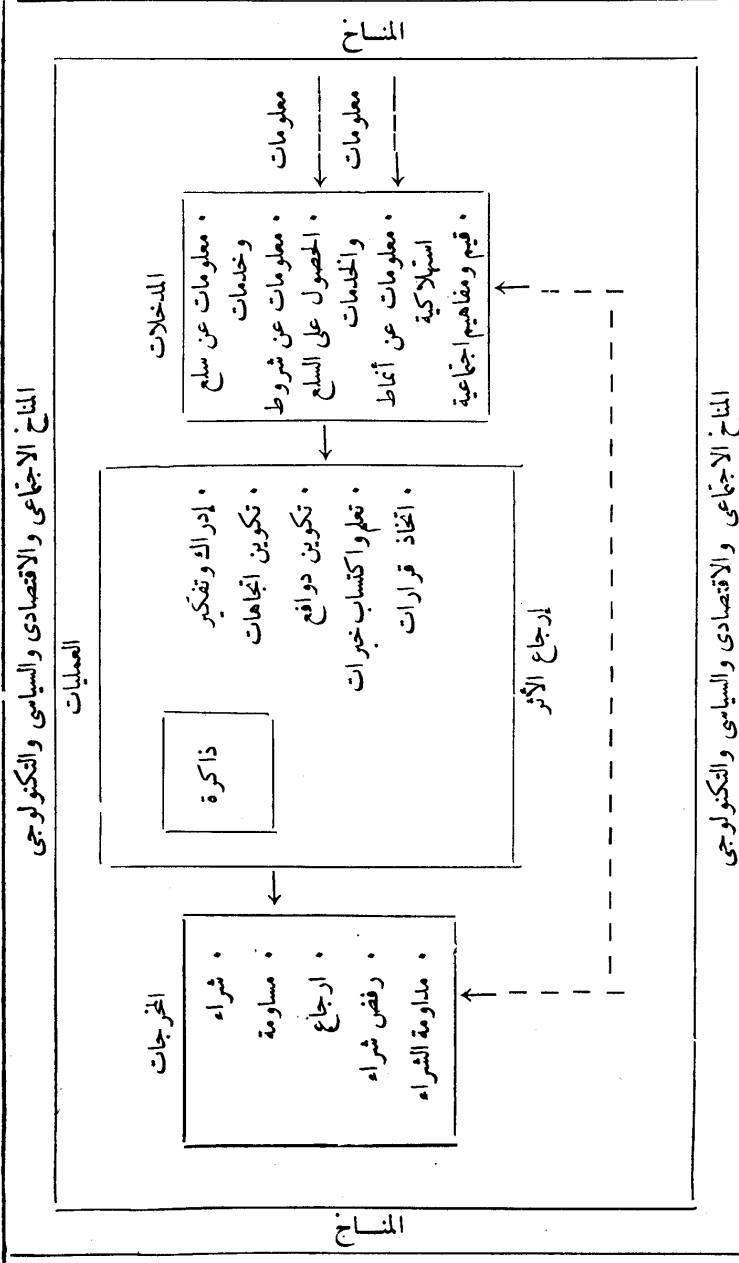 المناخ الاجتماعى والاقتصادى والسياسى والتكنولوجى
المنـاخ
معلومات
معلومات
المدخلات
• معلومات عن سلع
وخدمات
• معلومات عن شروط
• الحصول على السلع
والخدمات
• معلومات عن أنماط
استهلاكية
• قيم ومفاهيم اجتماعية
العمليات
• إدراك وتفكير
• تكوين اتجاهات
• تكوين دوافع
• تعلم واكتساب خبرات
• اتخاذ قرارات
ذاكرة
المخرجات
• شراء
• مساومة
• ارجاع
• رفض شراء
• مداومة الشراء
إرجاع الأثر
المنـاخ
المناخ الاجتماعى والاقتصادى والسياسى والتكنولوجى